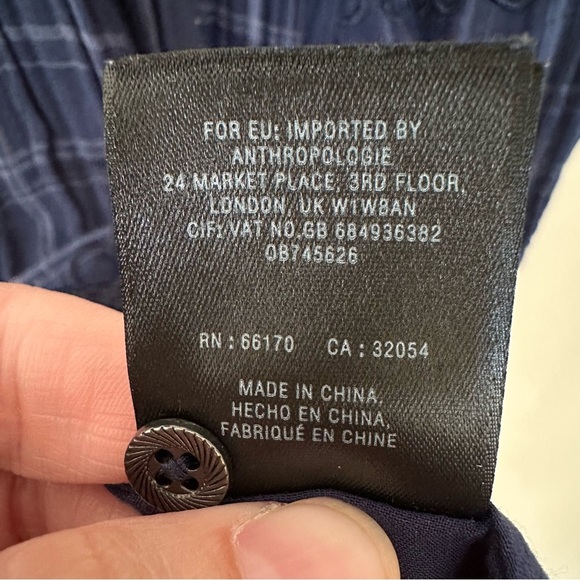 FOR EU: IMPORTED BY
ANTHROPOLOGIE
24 MARKET PLACE, 3RD FLOOR,
LONDON, UK W1W8AN
CIF: VAT NO.GB 684936382
OB745626
RN : 66170 CA : 32054
MADE IN CHINA,
HECHO EN CHINA,
FABRIQUÉ EN CHINE